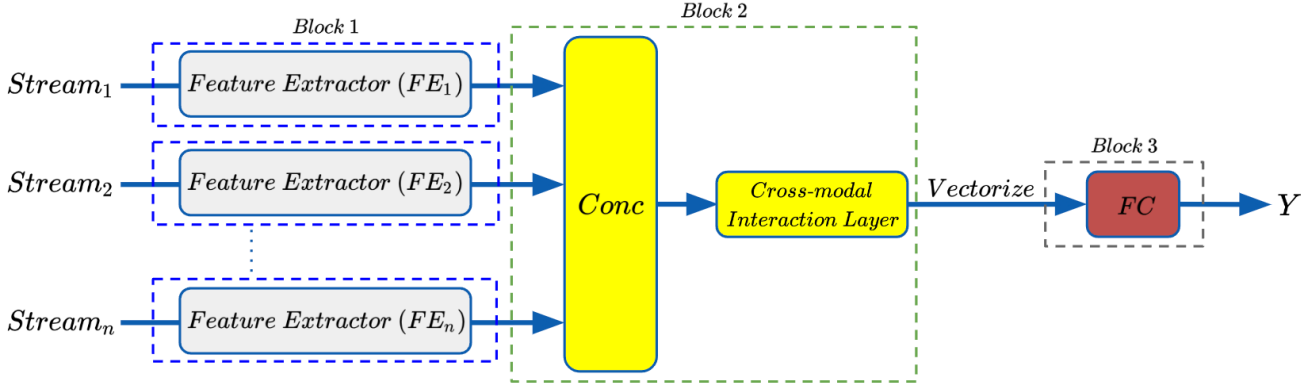 Block 1
Block 2
Stream₁
Feature Extractor (FE₁)
Stream₂
Feature Extractor (FE₂)
Streamₙ
Feature Extractor (FEₙ)
Conc
Cross-modal
Interaction Layer
Vectorize
Block 3
FC
Y